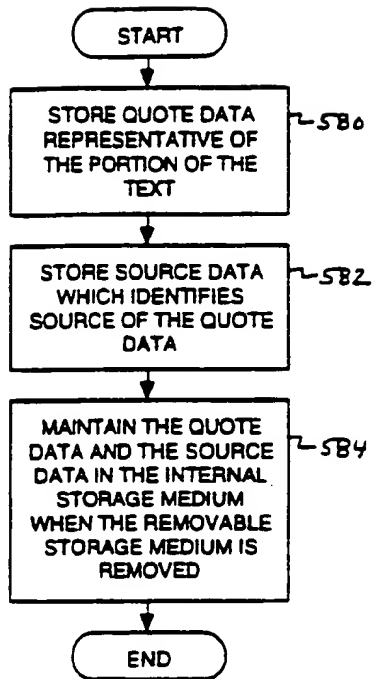 START
STORE QUOTE DATA
REPRESENTATIVE OF
THE PORTION OF THE
TEXT
580
STORE SOURCE DATA
WHICH IDENTIFIES
SOURCE OF THE QUOTE
DATA
582
MAINTAIN THE QUOTE
DATA AND THE SOURCE
DATA IN THE INTERNAL
STORAGE MEDIUM
WHEN THE REMOVABLE
STORAGE MEDIUM IS
REMOVED
584
END